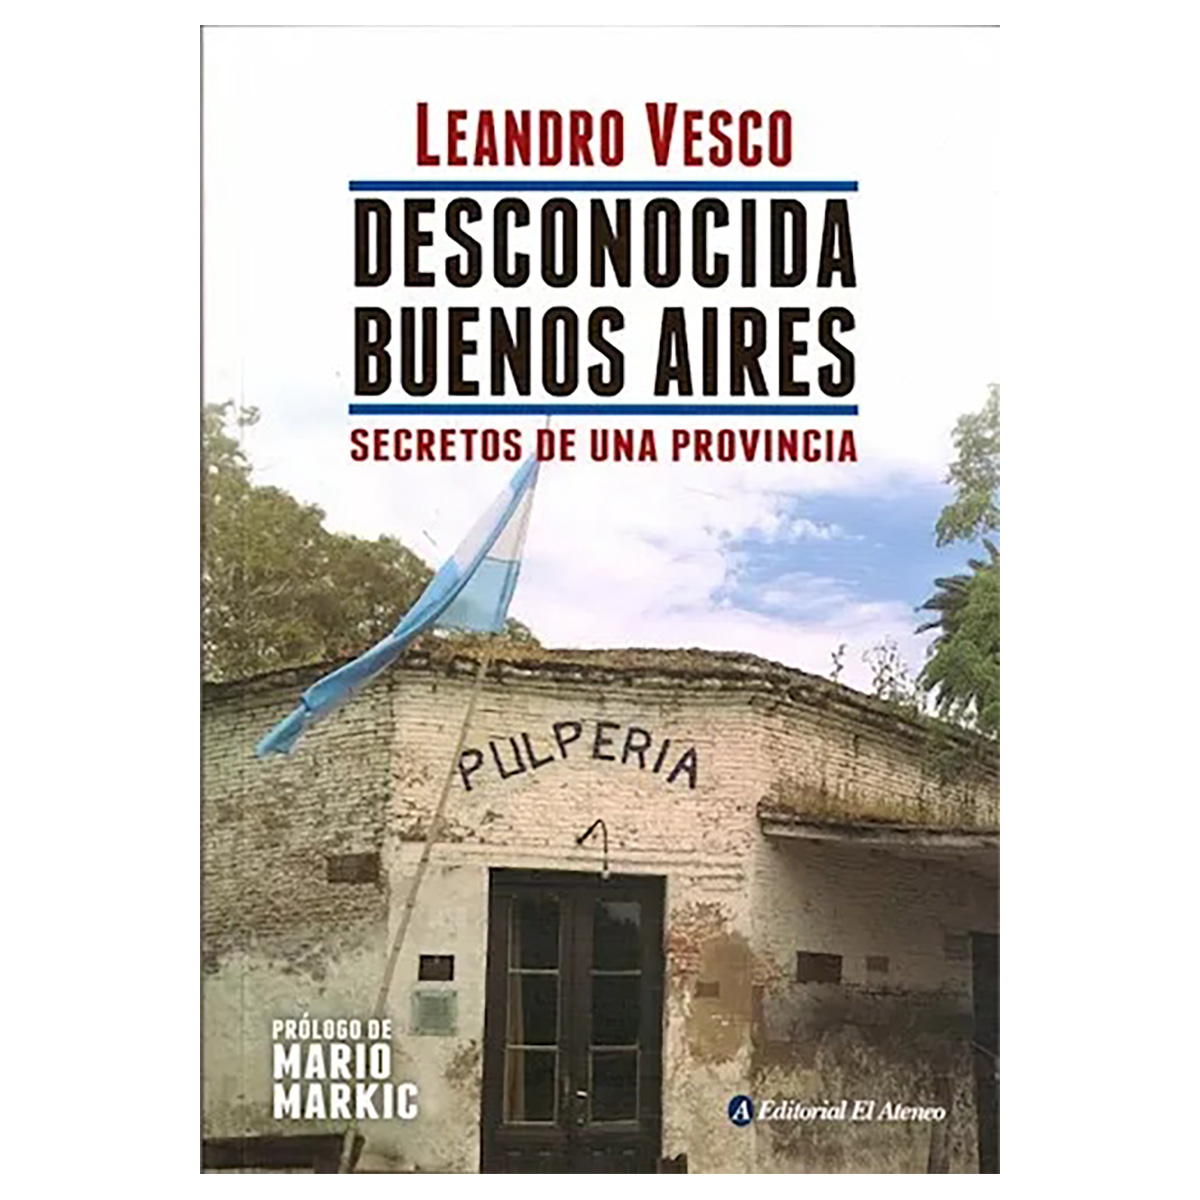 LEANDRO VESCO
DESCONOCIDA
BUENOS AIRES
SECRETOS DE UNA PROVINCIA
PULPERIA
PRÓLOGO DE
MARIO
MARKIC
A Editorial El Ateneo